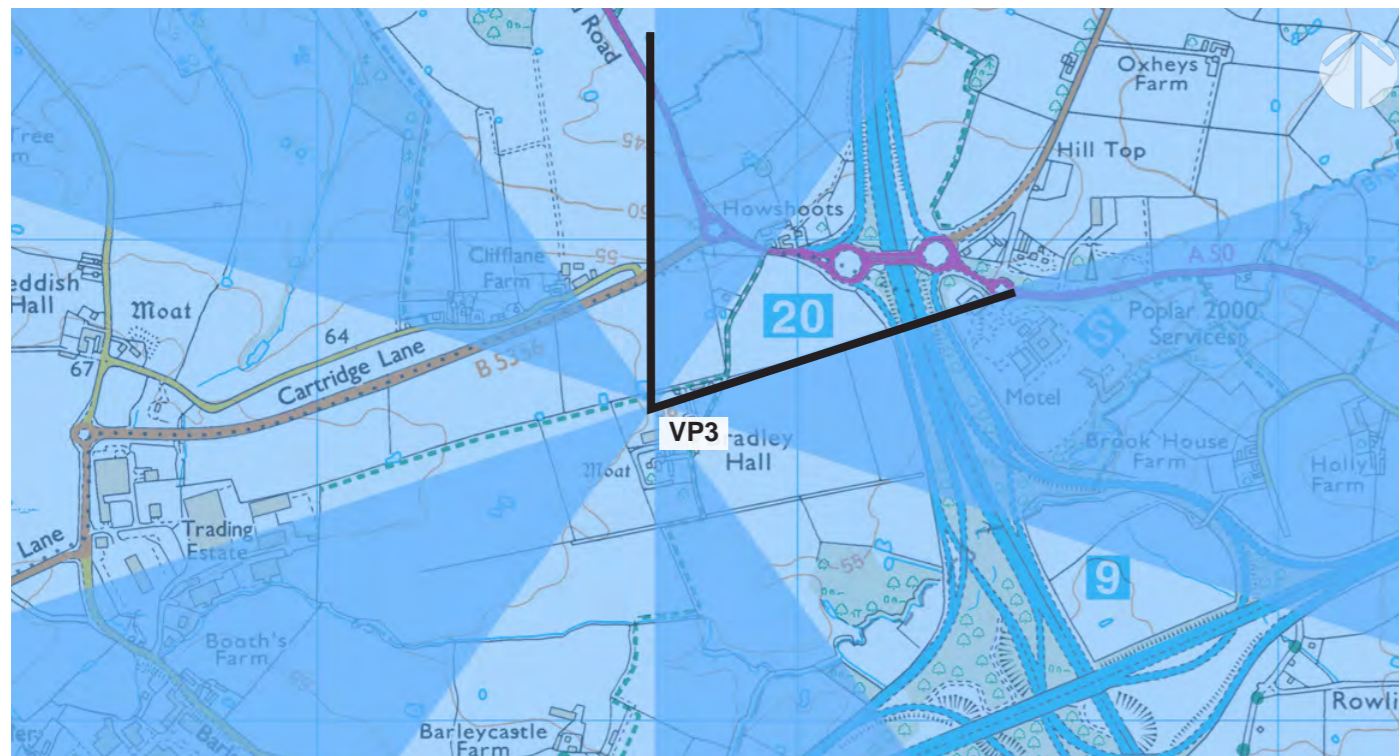 Road
Oxheys
Farm
Tree
45
Hill Top
50
Howshoots
Clifflane
Farm
55
A 50
eddish
Hall
Moat
20
Poplar 2000
Services
S
64
67
Cartridge Lane
B 5356
Motel
VP3
radley
Hall
Moat
Brook House
Farm
Holly
Farm
Lane
Trading
Estate
55
9
Booth's
Farm
Rowli
Barleycastle
Farm